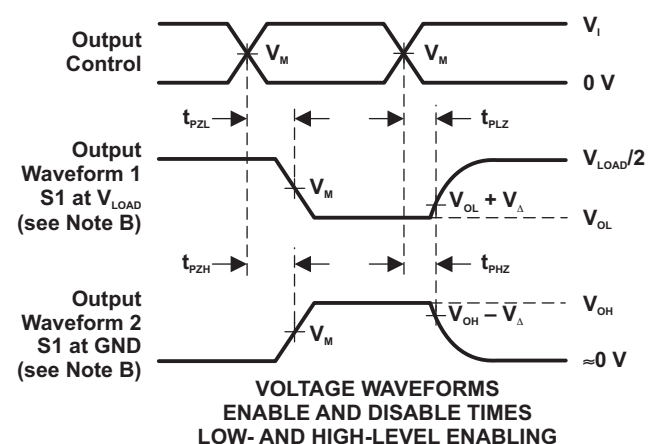 Output
Control
V_M
V_M
V_I
0 V
t_PZL
t_PLZ
Output
Waveform 1
S1 at V_LOAD
(see Note B)
V_M
V_LOAD/2
V_OL + V_Δ
V_OL
t_PZH
t_PHZ
Output
Waveform 2
S1 at GND
(see Note B)
V_M
V_OH
V_OH – V_Δ
≈0 V
VOLTAGE WAVEFORMS
ENABLE AND DISABLE TIMES
LOW- AND HIGH-LEVEL ENABLING